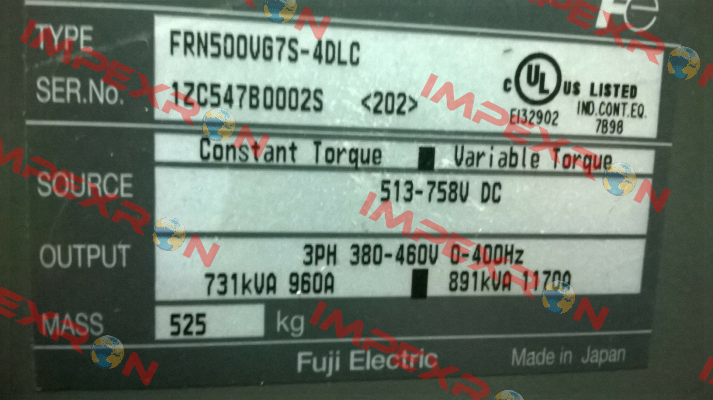 Fe
TYPE FRN500VG7S-4DLC
SER.No. 1ZC547B0002S <202>
C UL US LISTED
E132902 IND.CONT.EQ.
7B98
Constant Torque ■ Variable Torque
SOURCE 513-758V DC
OUTPUT 3PH 380-460V 0-400Hz
731kVA 960A ■ 891kVA 1170A
MASS 525 kg
Fuji Electric Made in Japan
IMPEXRON